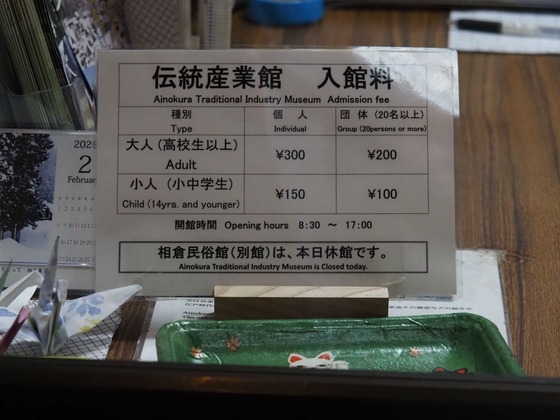 伝統産業館　入館料
Ainokura Traditional Industry Museum Admission fee
種別 個人 団体（20名以上）
Type Individual Group (20persons or more)
大人（高校生以上） ¥300 ¥200
Adult
小人（小中学生） ¥150 ¥100
Child (14yrs. and younger)
開館時間 Opening hours 8:30 ～ 17:00
相倉民俗館（別館）は、本日休館です。
Ainokura Traditional Industry Museum is Closed today.
2
Februar